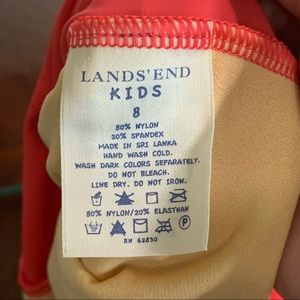 LANDS' END
KIDS
8
80% NYLON
20% SPANDEX
MADE IN SRI LANKA
HAND WASH COLD.
WASH DARK COLORS SEPARATELY.
DO NOT BLEACH.
LINE DRY. DO NOT IRON.
80% NYLON/20% ELASTHAN
P
RN 62830